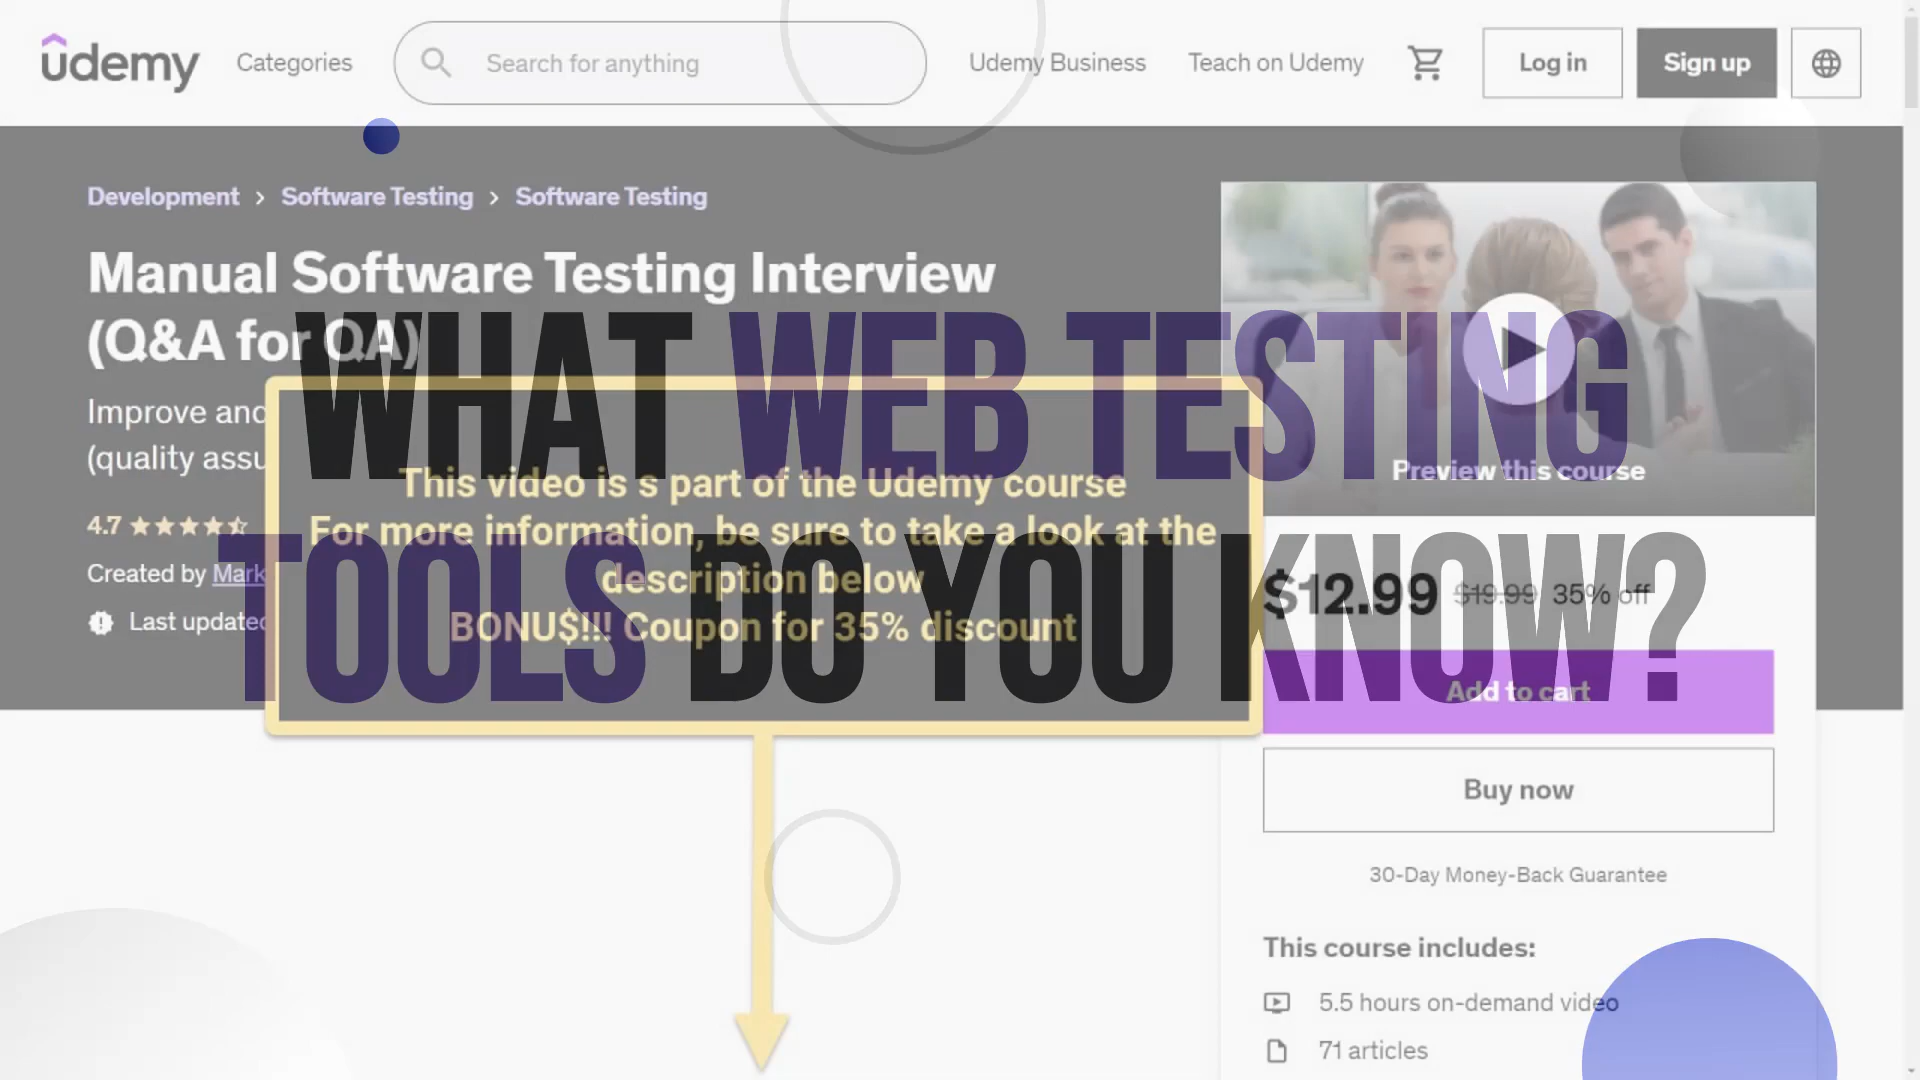 udemy
Categories
Search for anything
Udemy Business
Teach on Udemy
Log in
Sign up
Development > Software Testing > Software Testing
Manual Software Testing Interview
(Q&A for QA)
Improve and
(quality assu
4.7
Created by Mark
Last updated
WHAT WEB TESTING
TOOLS DO YOU KNOW?
This video is s part of the Udemy course
For more information, be sure to take a look at the
description below
BONU$!!! Coupon for 35% discount
Preview this course
$12.99 $19.99 35% off
Add to cart
Buy now
30-Day Money-Back Guarantee
This course includes:
5.5 hours on-demand video
71 articles